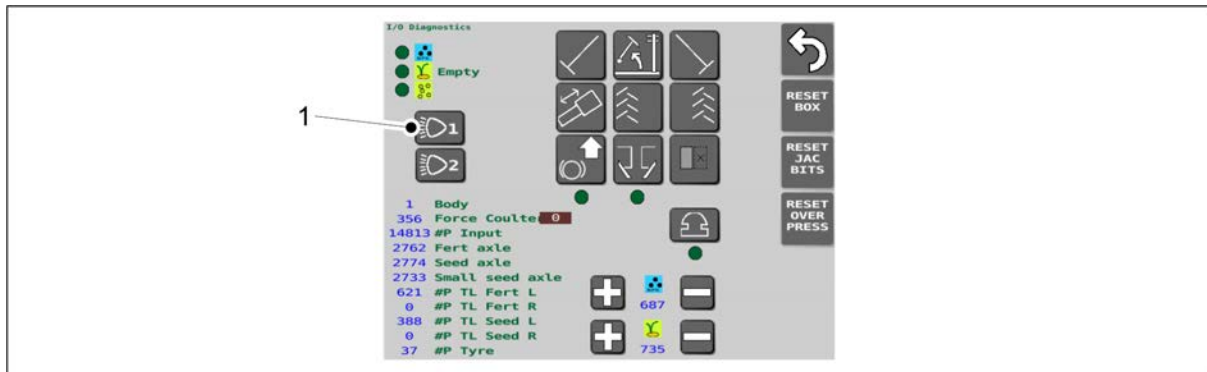 I/O Diagnostics
Empty
1
1
2
RESET
BOX
RESET
JAC
BITS
RESET
OVER
PRESS
1 Body
356 Force Coulte 0
14813 #P Input
2762 Fert axle
2774 Seed axle
2733 Small seed axle
621 #P TL Fert L
0 #P TL Fert R
388 #P TL Seed L
0 #P TL Seed R
37 #P Tyre
687
735